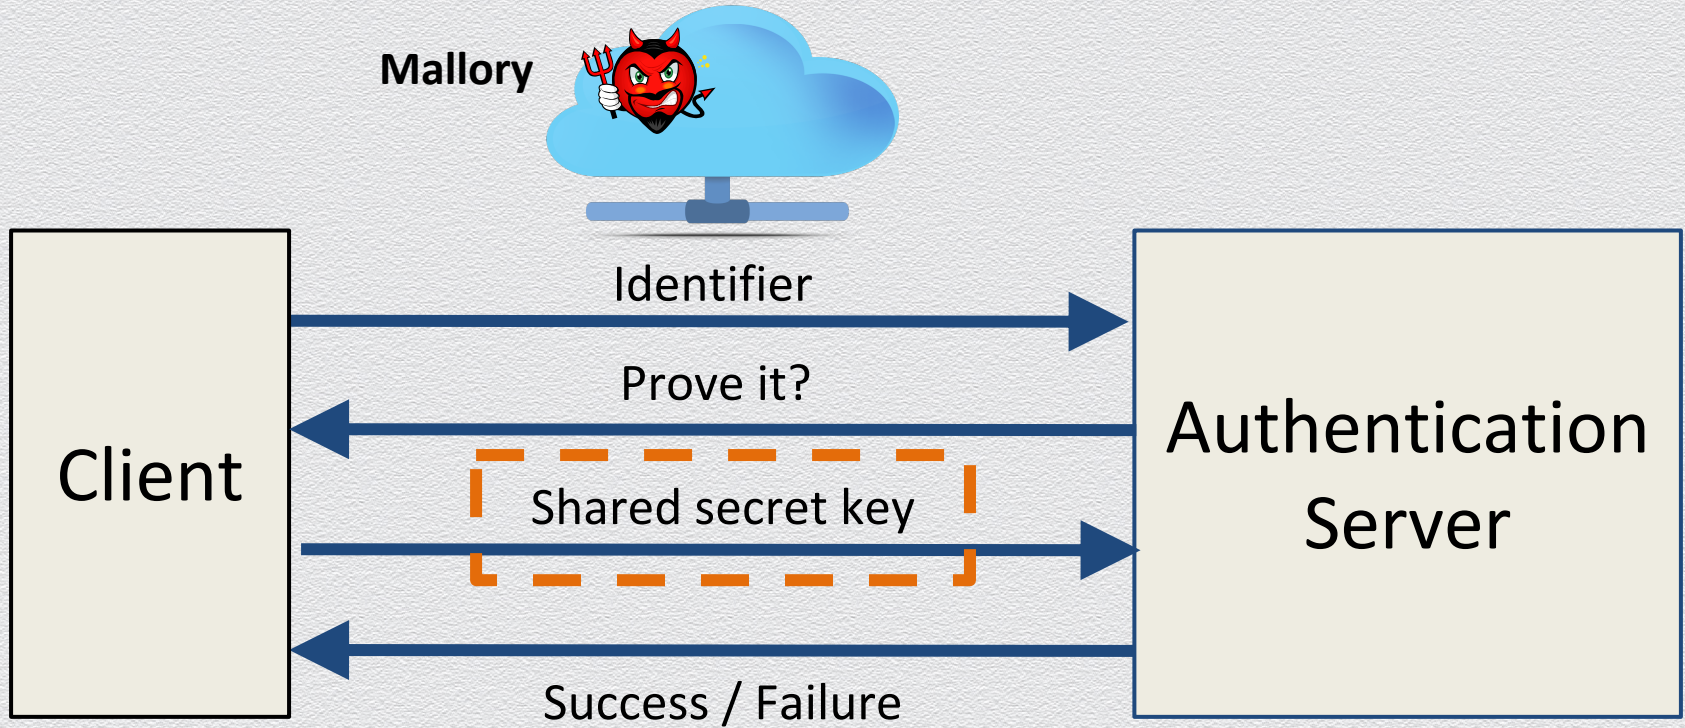 Mallory
Identifier
Prove it?
Client
Shared secret key
Authentication
Server
Success / Failure